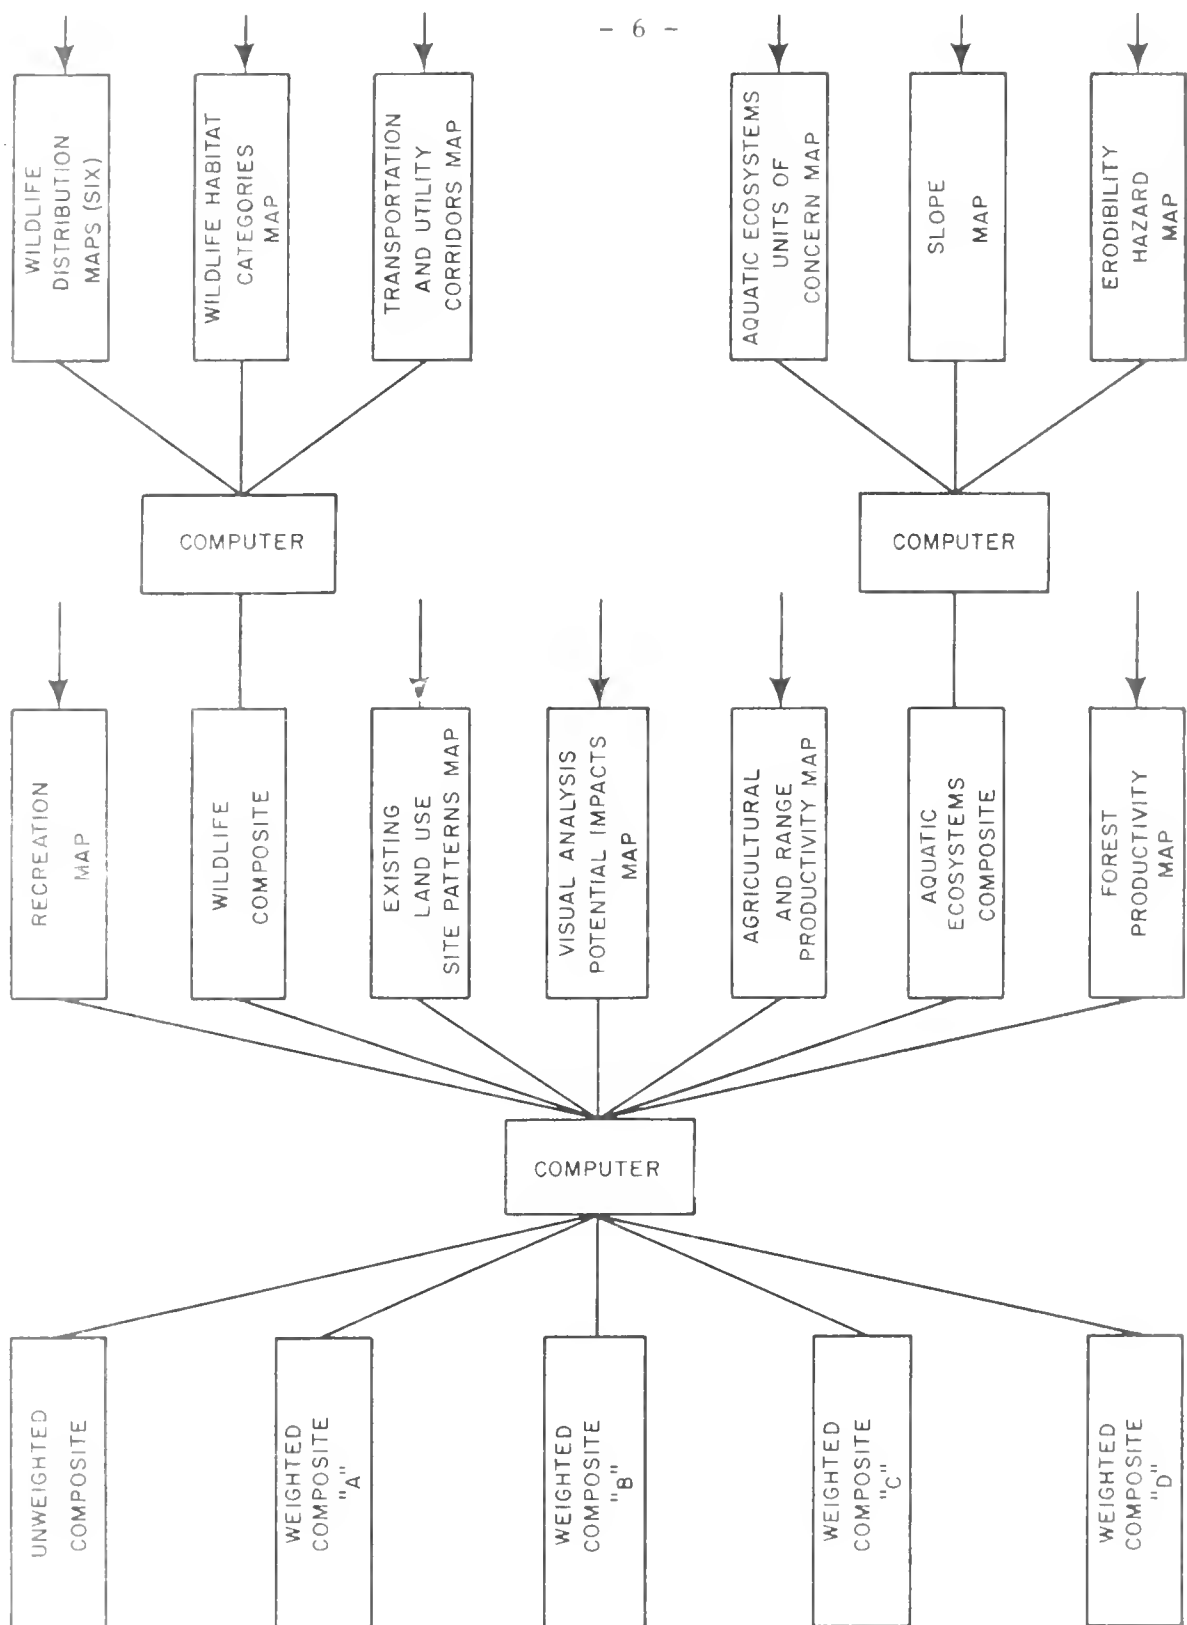 - 6 -
WILDLIFE
DISTRIBUTION
MAPS (SIX)
WILDLIFE HABITAT
CATEGORIES
MAP
TRANSPORTATION
AND UTILITY
CORRIDORS MAP
AQUATIC ECOSYSTEMS
UNITS OF
CONCERN MAP
SLOPE
MAP
ERODIBILITY
HAZARD
MAP
COMPUTER
COMPUTER
RECREATION
MAP
WILDLIFE
COMPOSITE
EXISTING
LAND USE
SITE PATTERNS MAP
VISUAL ANALYSIS
POTENTIAL IMPACTS
MAP
AGRICULTURAL
AND RANGE
PRODUCTIVITY MAP
AQUATIC
ECOSYSTEMS
COMPOSITE
FOREST
PRODUCTIVITY
MAP
COMPUTER
UNWEIGHTED
COMPOSITE
WEIGHTED
COMPOSITE
"A"
WEIGHTED
COMPOSITE
"B"
WEIGHTED
COMPOSITE
"C"
WEIGHTED
COMPOSITE
"D"